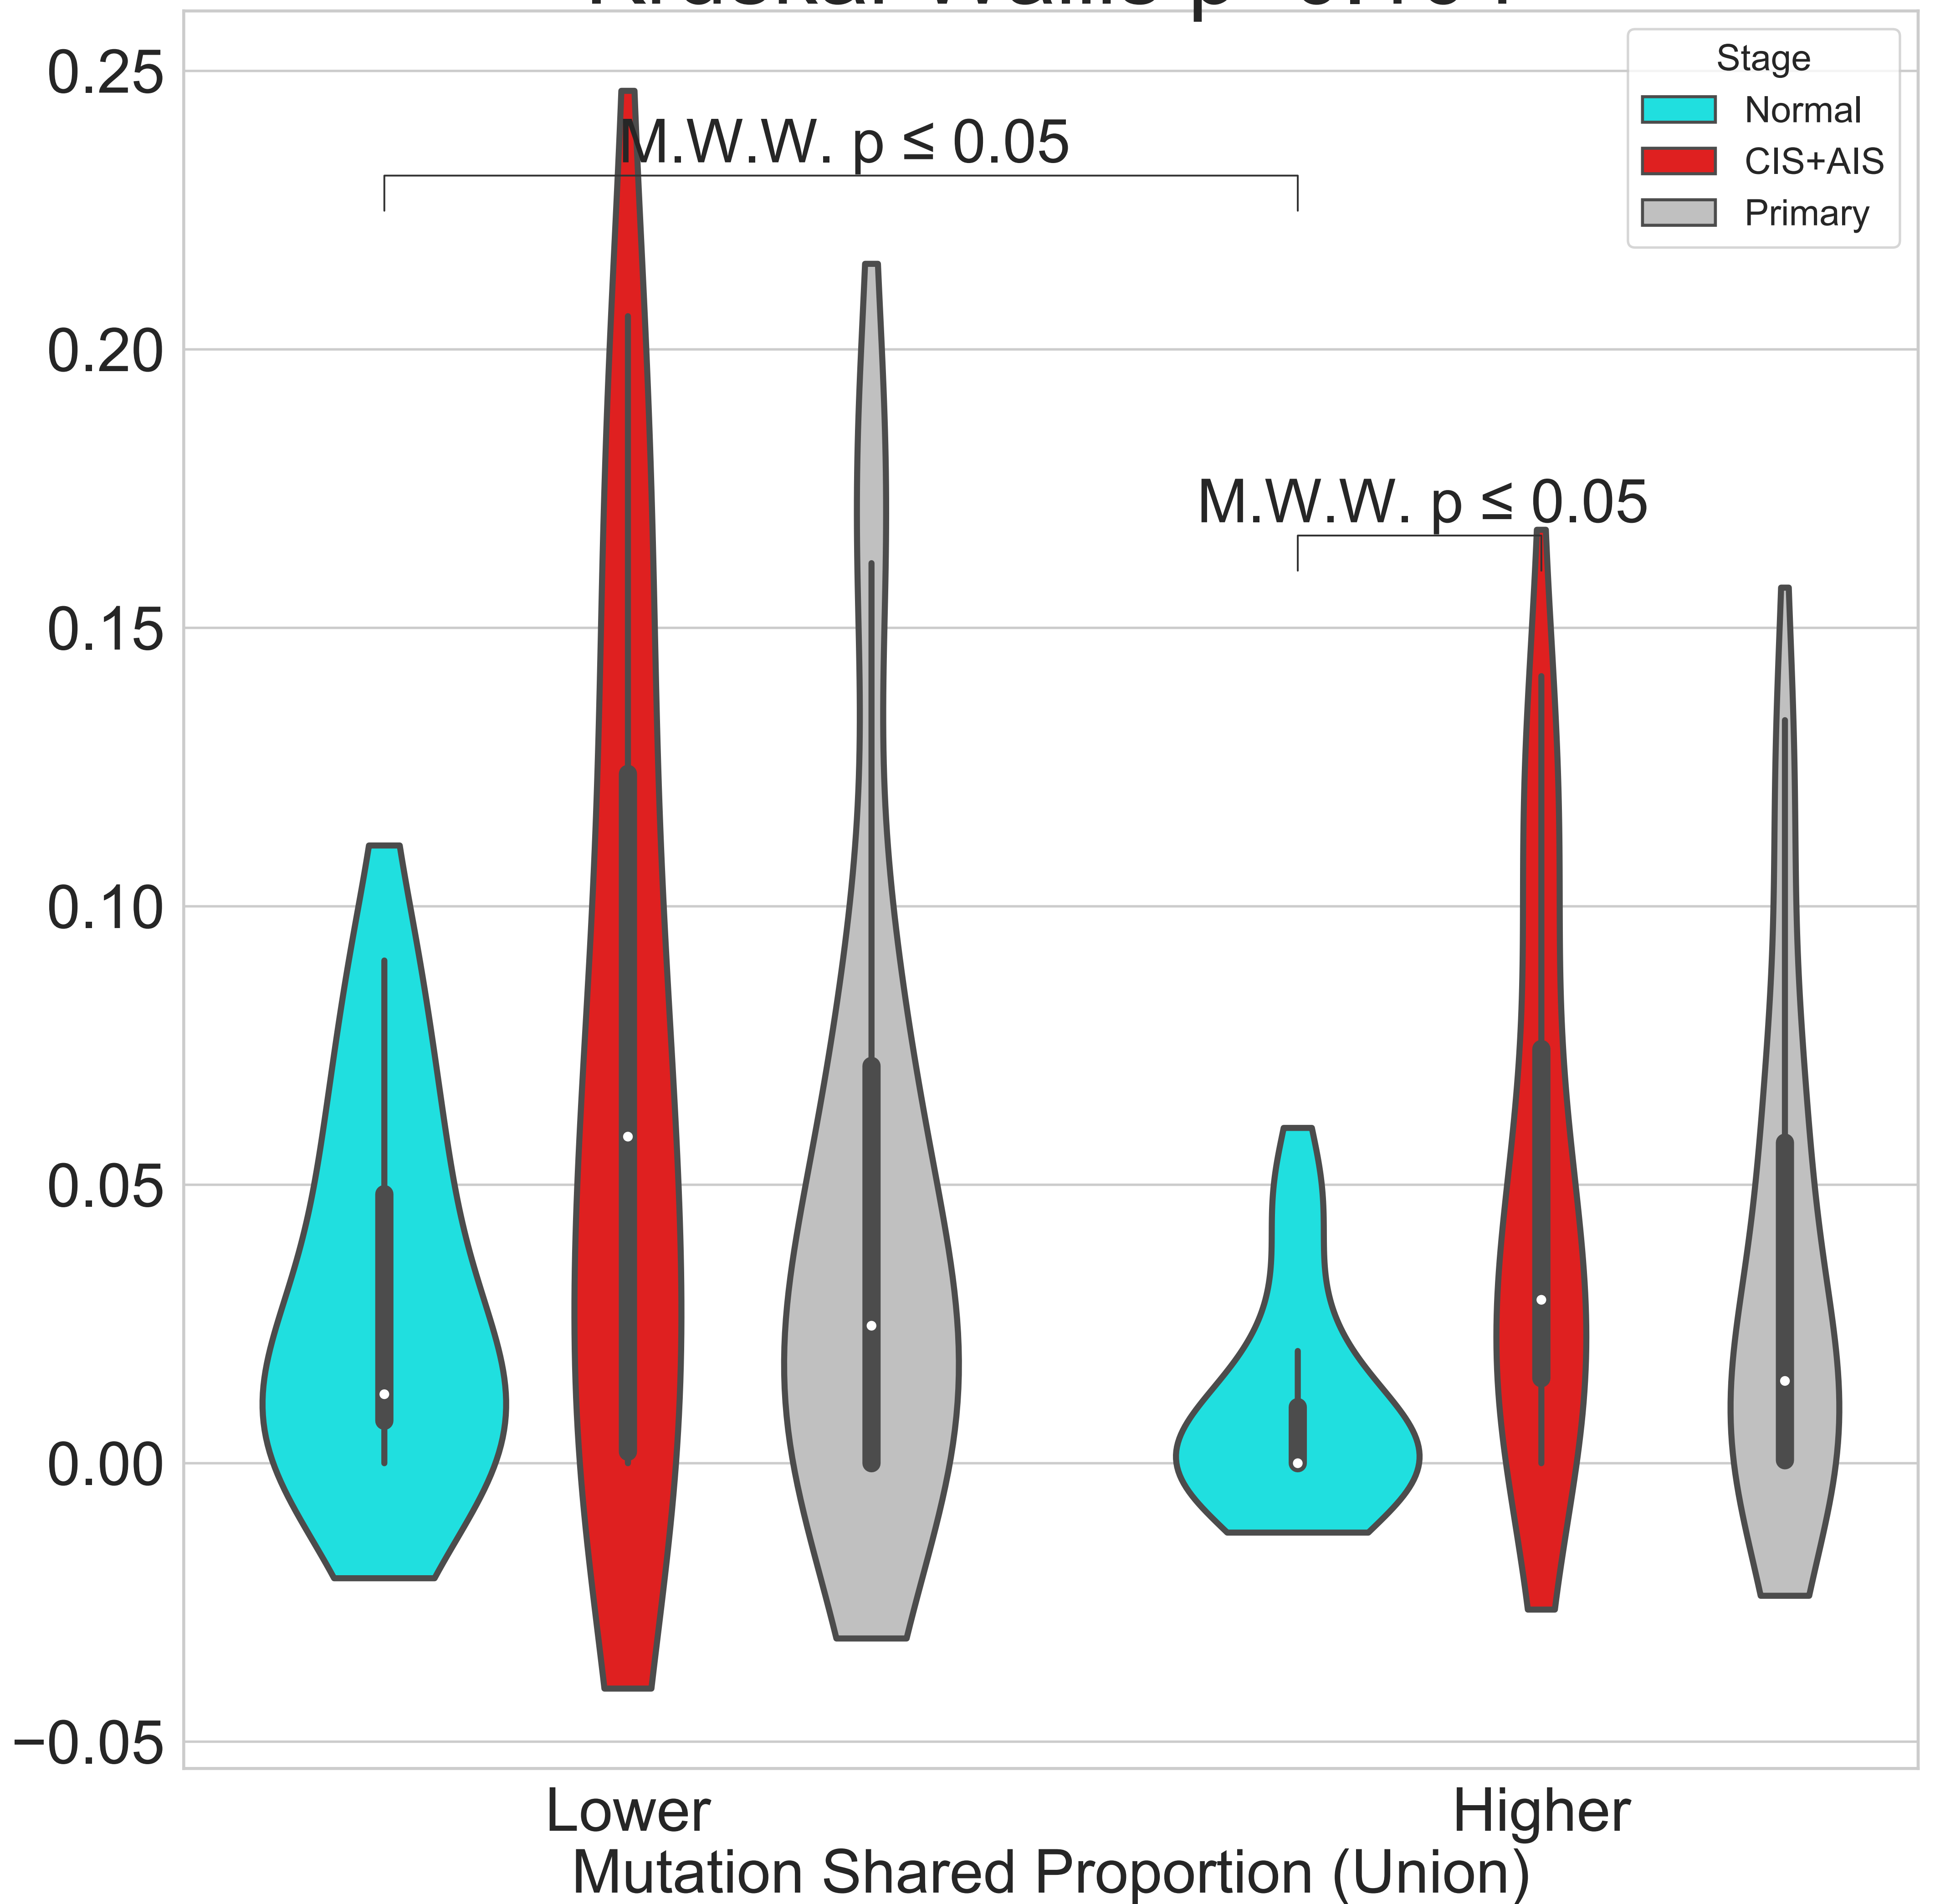 0.25
0.20
0.15
0.10
0.05
0.00
−0.05
Stage
Normal
CIS+AIS
Primary
M.W.W. p ≤ 0.05
M.W.W. p ≤ 0.05
Lower
Higher
Mutation Shared Proportion (Union)